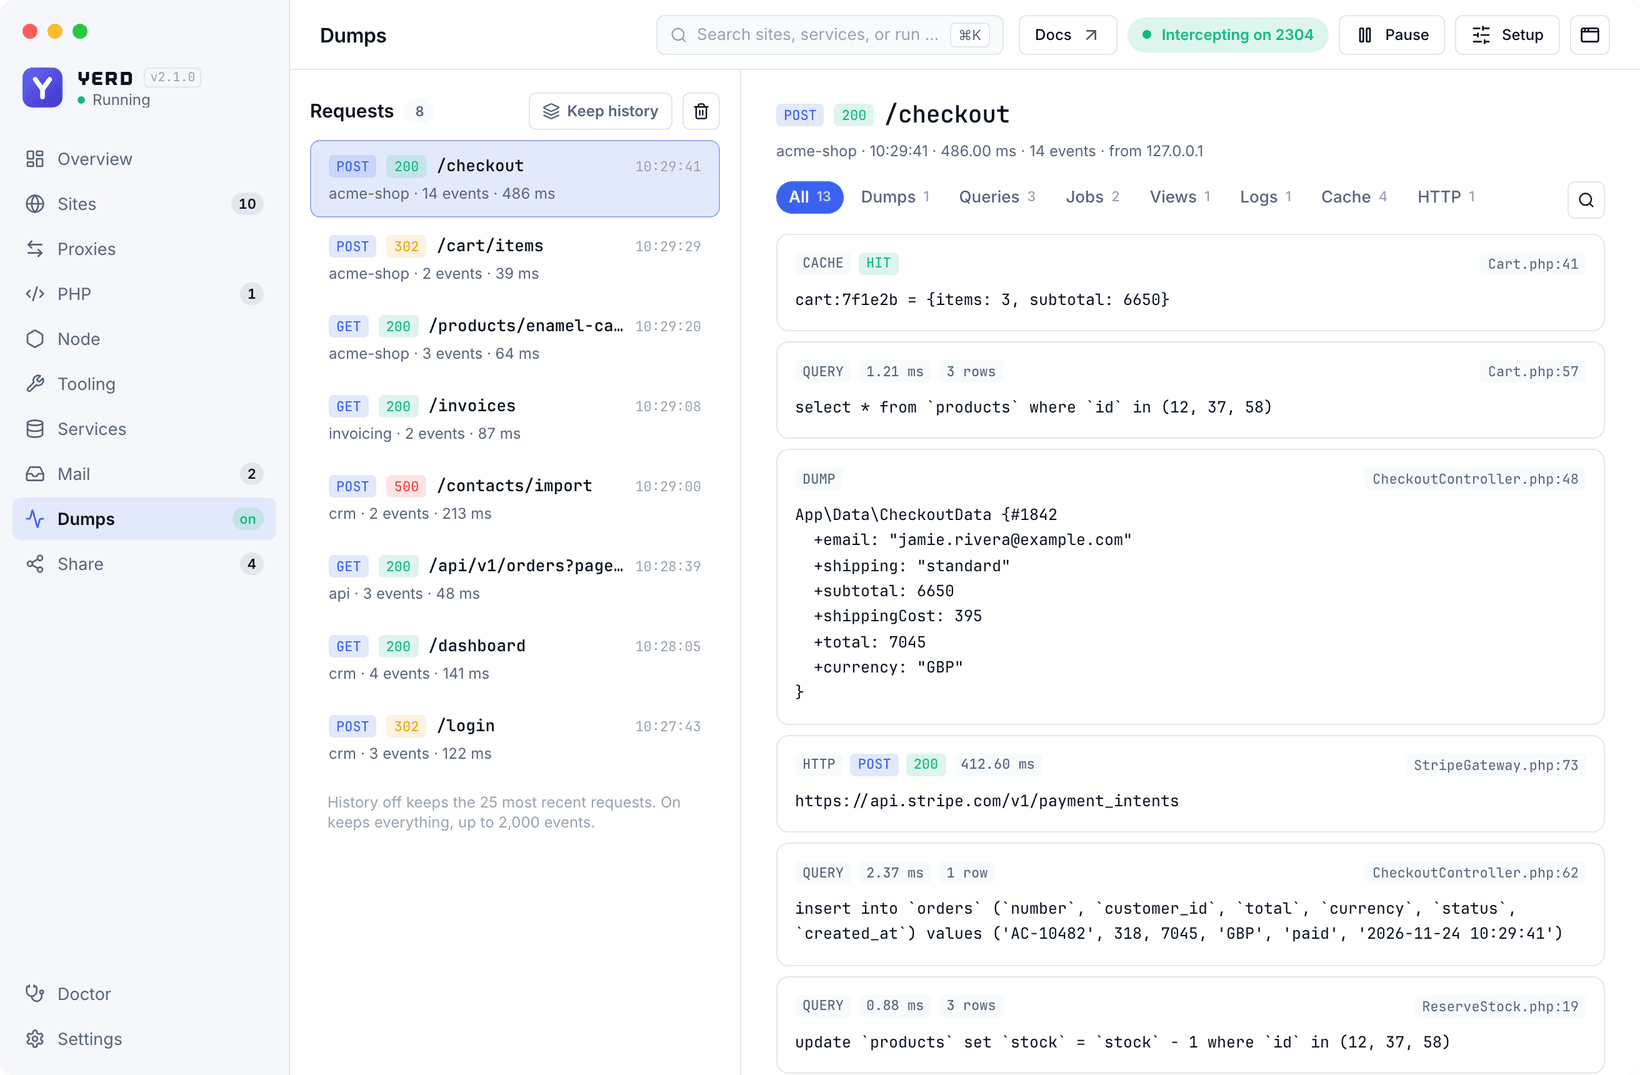 YERD v2.1.0
Running
Overview
Sites 10
Proxies
PHP 1
Node
Tooling
Services
Mail 2
Dumps on
Share 4
Doctor
Settings
Dumps
Search sites, services, or run ... ⌘K
Docs
Intercepting on 2304
Pause
Setup
Requests 8
Keep history
POST 200 /checkout 10:29:41
acme-shop · 14 events · 486 ms
POST 302 /cart/items 10:29:29
acme-shop · 2 events · 39 ms
GET 200 /products/enamel-ca… 10:29:20
acme-shop · 3 events · 64 ms
GET 200 /invoices 10:29:08
invoicing · 2 events · 87 ms
POST 500 /contacts/import 10:29:00
crm · 2 events · 213 ms
GET 200 /api/v1/orders?page… 10:28:39
api · 3 events · 48 ms
GET 200 /dashboard 10:28:05
crm · 4 events · 141 ms
POST 302 /login 10:27:43
crm · 3 events · 122 ms
History off keeps the 25 most recent requests. On
keeps everything, up to 2,000 events.
POST 200 /checkout
acme-shop · 10:29:41 · 486.00 ms · 14 events · from 127.0.0.1
All 13 Dumps 1 Queries 3 Jobs 2 Views 1 Logs 1 Cache 4 HTTP 1
CACHE HIT Cart.php:41
cart:7f1e2b = {items: 3, subtotal: 6650}
QUERY 1.21 ms 3 rows Cart.php:57
select * from `products` where `id` in (12, 37, 58)
DUMP CheckoutController.php:48
App\Data\CheckoutData {#1842
+email: "jamie.rivera@example.com"
+shipping: "standard"
+subtotal: 6650
+shippingCost: 395
+total: 7045
+currency: "GBP"
}
HTTP POST 200 412.60 ms StripeGateway.php:73
https://api.stripe.com/v1/payment_intents
QUERY 2.37 ms 1 row CheckoutController.php:62
insert into `orders` (`number`, `customer_id`, `total`, `currency`, `status`,
`created_at`) values ('AC-10482', 318, 7045, 'GBP', 'paid', '2026-11-24 10:29:41')
QUERY 0.88 ms 3 rows ReserveStock.php:19
update `products` set `stock` = `stock` - 1 where `id` in (12, 37, 58)